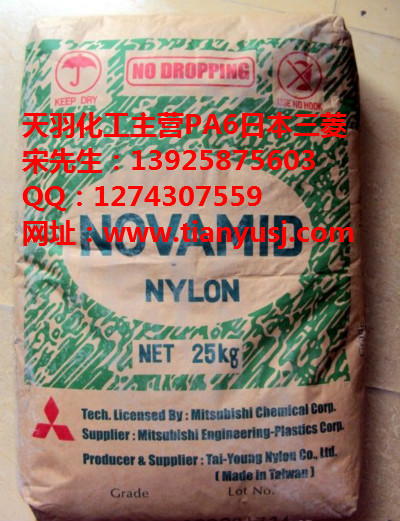 NO DROPPING
KEEP DRY
USE NO HOOK
天羽化工主营PA6日本三菱
宋先生：13925875603
QQ：1274307559
网址：www.tianyusj.com
NOVAMID
NYLON
NET 25kg
Tech. Licensed By : Mitsubishi Chemical Corp.
Supplier : Mitsubishi Engineering-Plastics Corp.
Producer & Supplier : Tai-Young Nylon Co., Ltd.
( Made in Taiwan )
Grade Lot No.